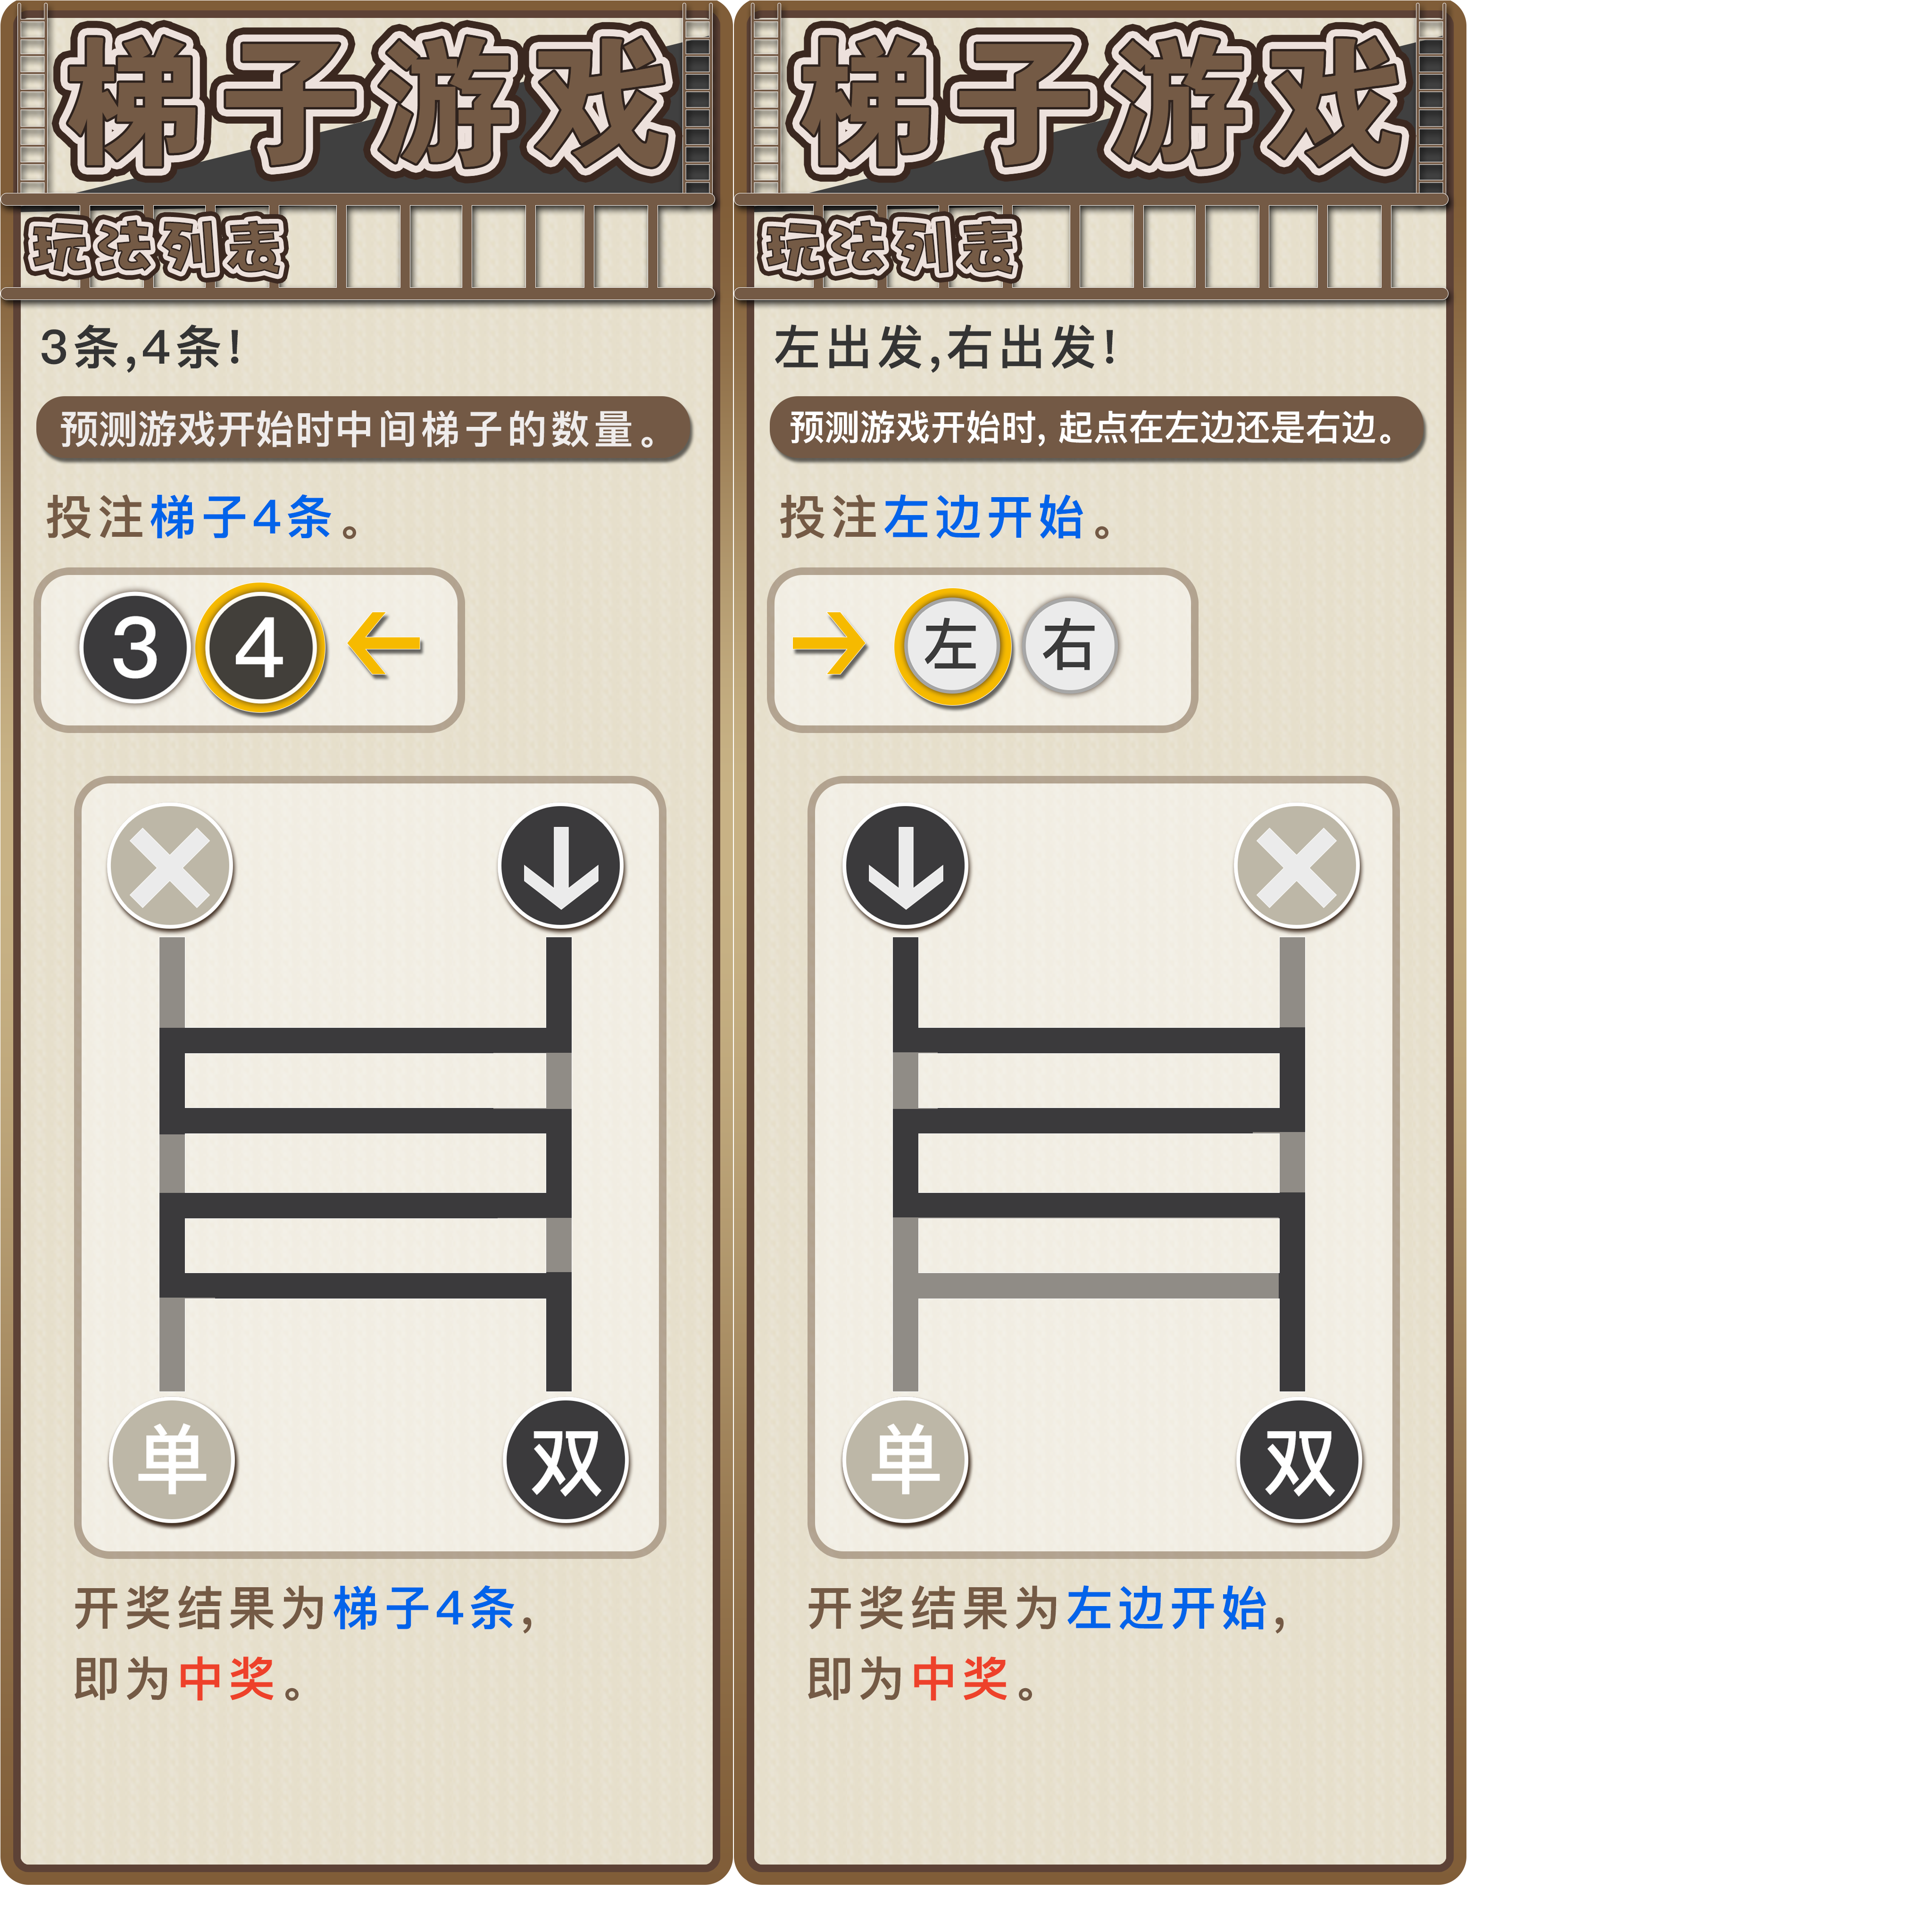 梯子游戏
玩法列表
3条,4条!
预测游戏开始时中间梯子的数量。
投注梯子4条。
3 4
单 双
开奖结果为梯子4条,
即为中奖。
梯子游戏
玩法列表
左出发,右出发!
预测游戏开始时, 起点在左边还是右边。
投注左边开始。
左 右
单 双
开奖结果为左边开始,
即为中奖。